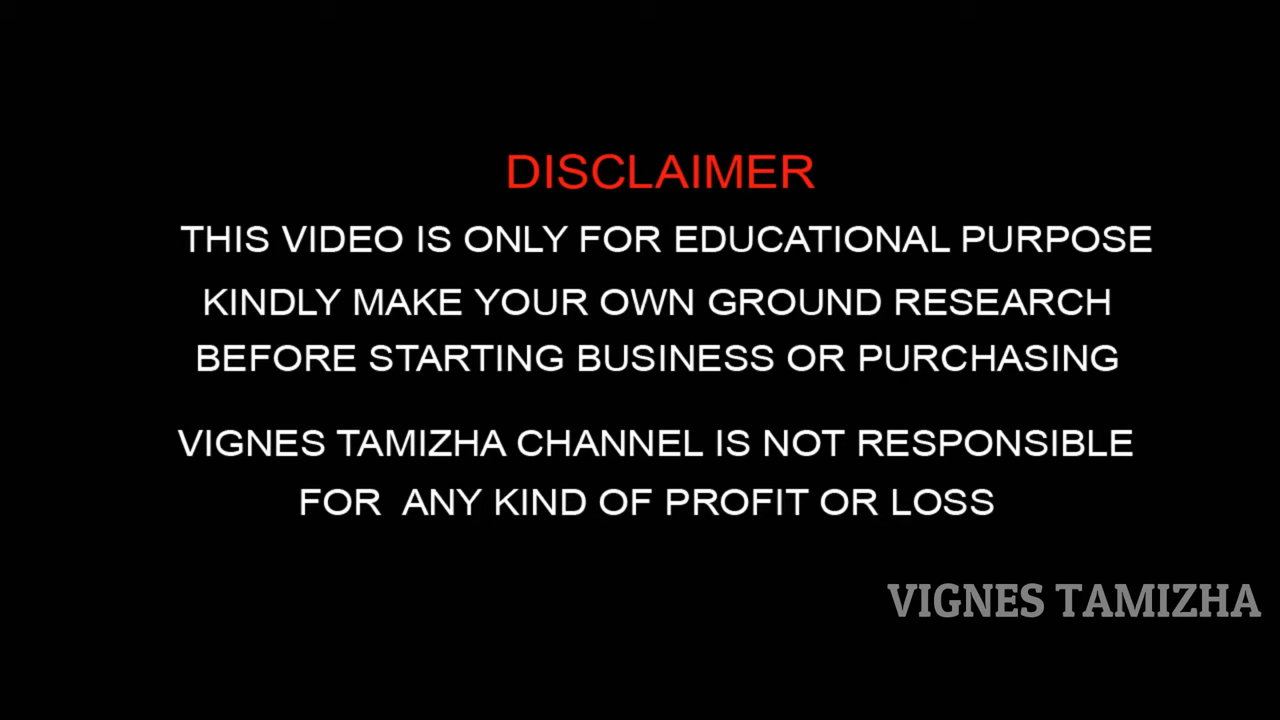 DISCLAIMER
THIS VIDEO IS ONLY FOR EDUCATIONAL PURPOSE
KINDLY MAKE YOUR OWN GROUND RESEARCH
BEFORE STARTING BUSINESS OR PURCHASING
VIGNES TAMIZHA CHANNEL IS NOT RESPONSIBLE
FOR ANY KIND OF PROFIT OR LOSS
VIGNES TAMIZHA